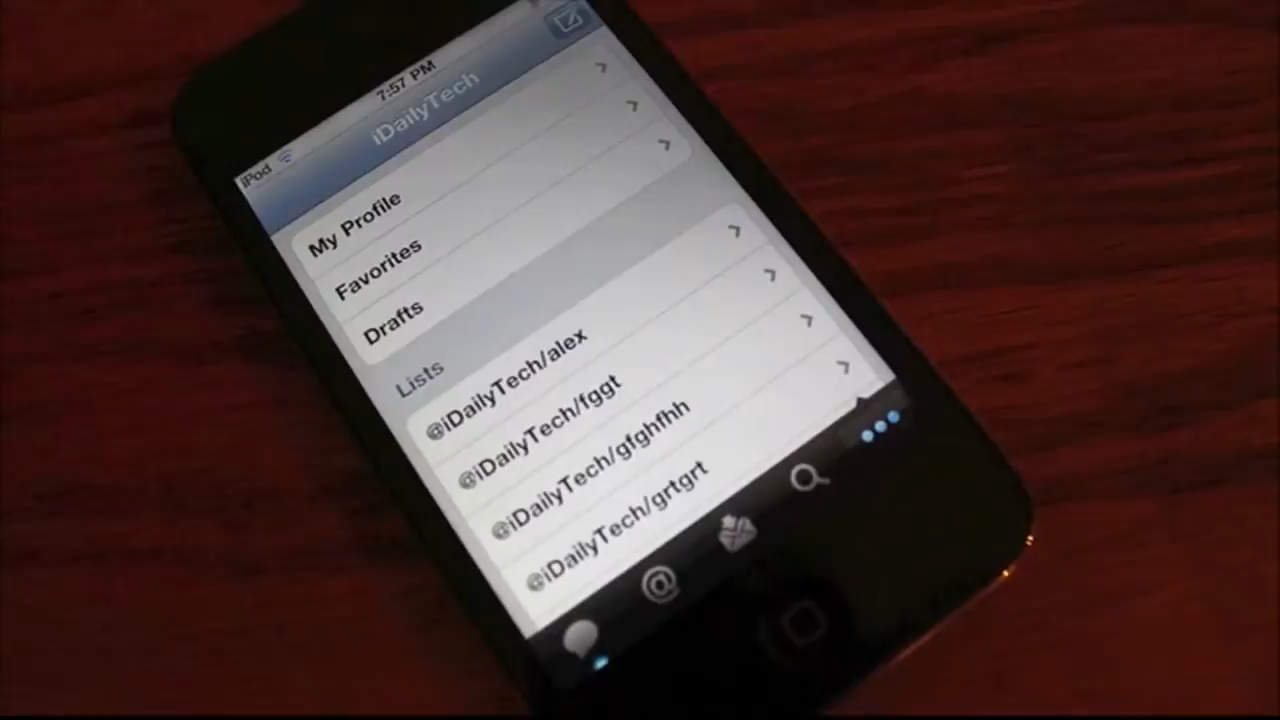 iPod
7:57 PM
iDailyTech
My Profile
Favorites
Drafts
Lists
@iDailyTech/alex
@iDailyTech/fggt
@iDailyTech/gfghfhh
@iDailyTech/grtgrt